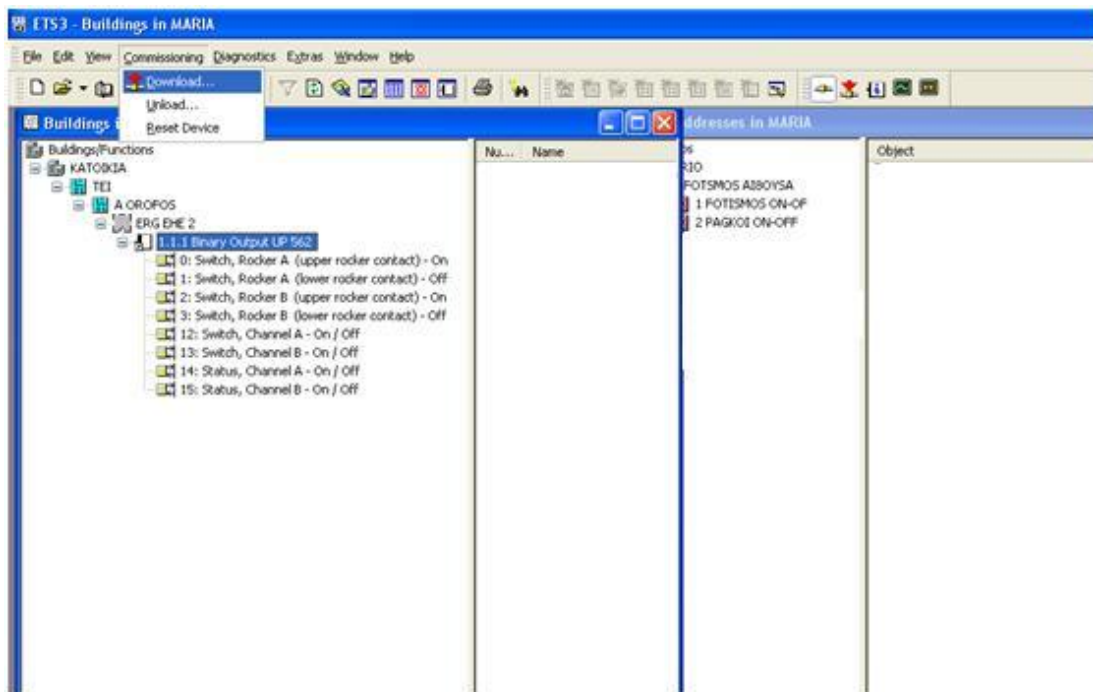 ETS3 - Buildings in MARIA
File Edit View Commissioning Diagnostics Extras Window Help
Download...
Unload...
Reset Device
Buildings
Buildings/Functions
KATOIKIA
TEI
A OROFOS
ERG EHE 2
1.1.1 Binary Output UP 562
0: Switch, Rocker A (upper rocker contact) - On
1: Switch, Rocker A (lower rocker contact) - Off
2: Switch, Rocker B (upper rocker contact) - On
3: Switch, Rocker B (lower rocker contact) - Off
12: Switch, Channel A - On / Off
13: Switch, Channel B - On / Off
14: Status, Channel A - On / Off
15: Status, Channel B - On / Off
Nu... Name
ddresses in MARIA
RIO
FOTSMOS AIBOYSA
1 FOTISMOS ON-OF
2 PAGKOI ON-OFF
Object